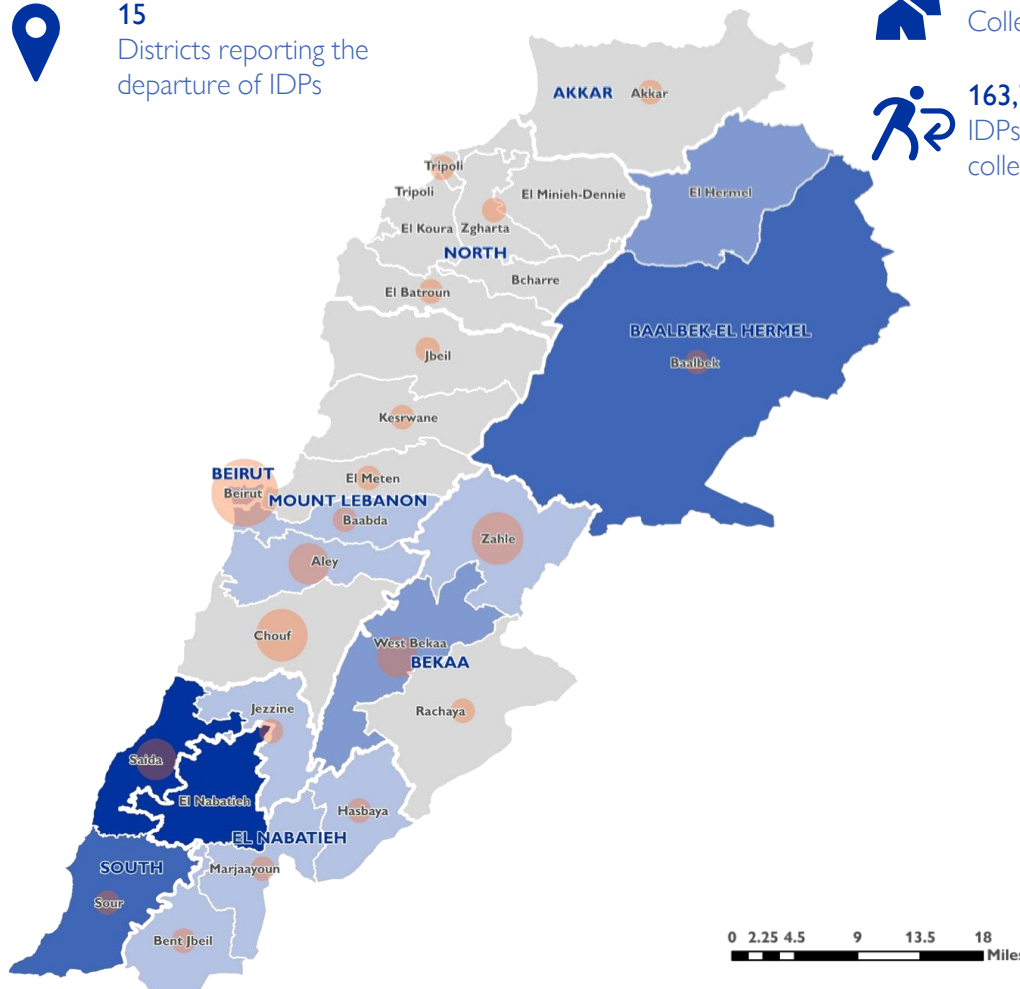 15
Districts reporting the
departure of IDPs
163,
IDPs
AKKAR
Akkar
Tripoli
Tripoli
El Minieh-Dennie
El Hermel
El Koura
Zgharta
NORTH
Bcharre
El Batroun
BAALBEK-EL HERMEL
Baalbek
Jbeil
Kesrwane
BEIRUT
Beirut
El Meten
MOUNT LEBANON
Baabda
Zahle
Aley
Chouf
West Bekaa
BEKAA
Jezzine
Rachaya
Saida
El Nabatieh
Hasbaya
EL NABATIEH
SOUTH
Marjaayoun
Sour
Bent Jbeil
0 2.25 4.5 9 13.5 18
Miles